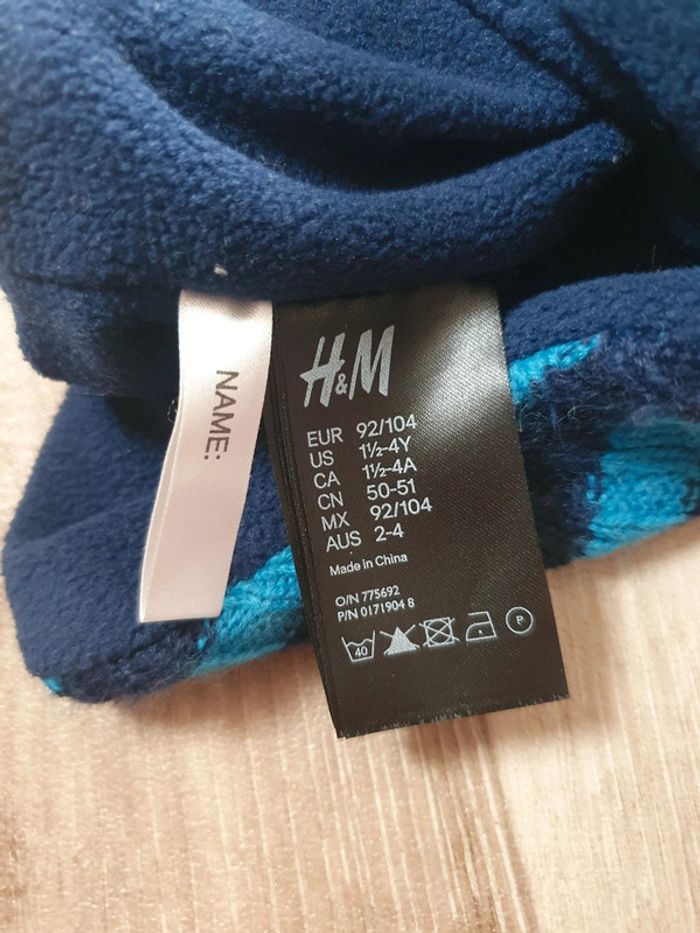 NAME:
H&M
EUR 92/104
US 1½-4Y
CA 1½-4A
CN 50-51
MX 92/104
AUS 2-4
Made in China
O/N 775692
P/N 0171904 8
40
P